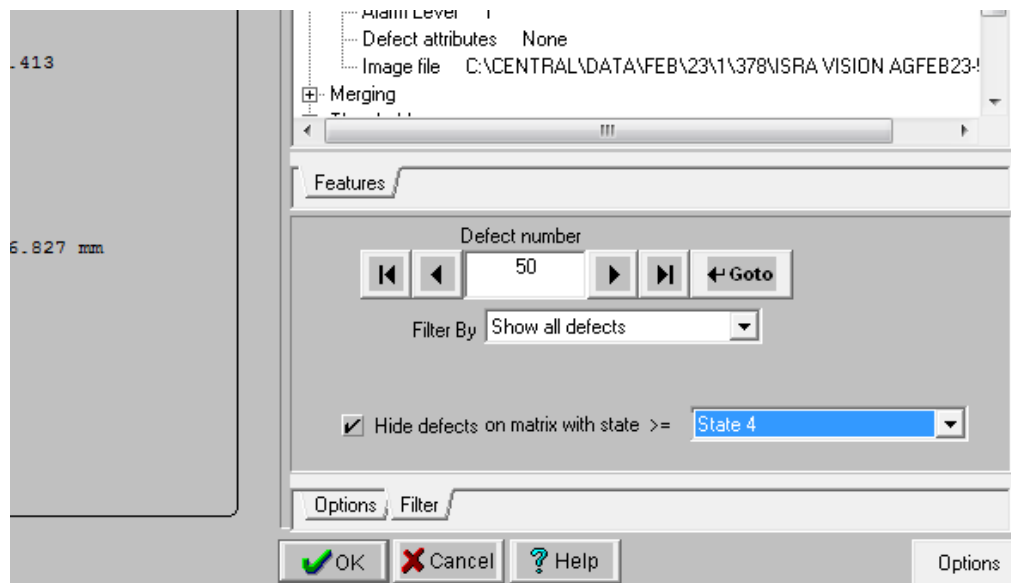 Alarm Level 1
.413
Defect attributes None
Image file C:\CENTRAL\DATA\FEB\23\1\378\ISRA VISION AGFEB23-
Merging
Features
6.827 mm
Defect number
50
Goto
Filter By Show all defects
Hide defects on matrix with state >= State 4
Options Filter
OK Cancel Help Options